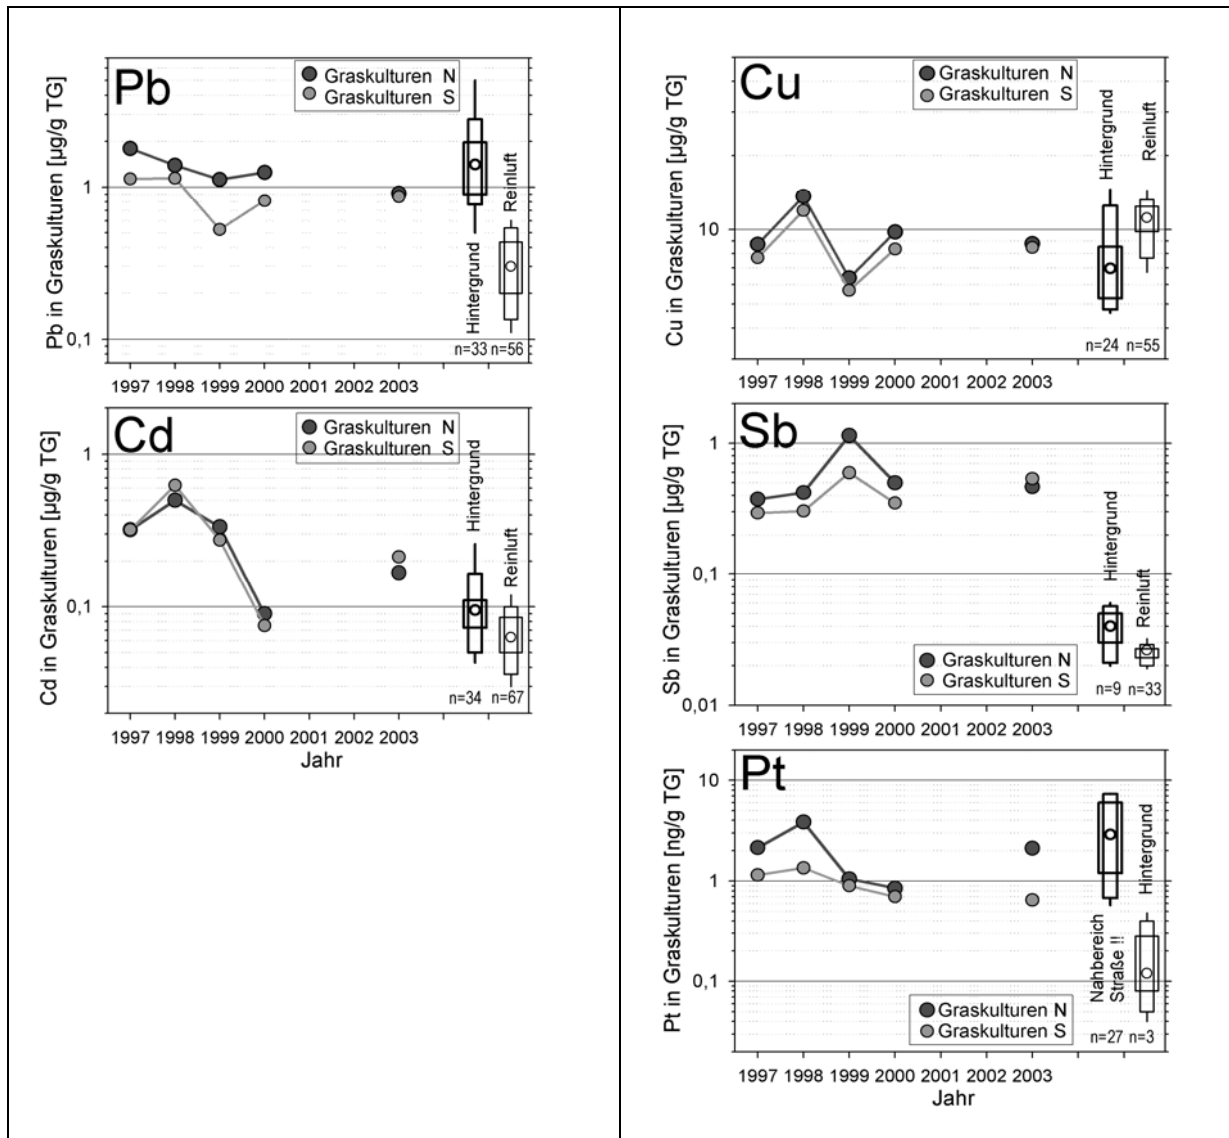 Pb
Graskulturen N
Graskulturen S
Pb in Graskulturen [µg/g TG]
1
0,1
Hintergrund
Reinluft
n=33 n=56
1997 1998 1999 2000 2001 2002 2003
Cd
Graskulturen N
Graskulturen S
Cd in Graskulturen [µg/g TG]
1
0,1
Hintergrund
Reinluft
n=34 n=67
1997 1998 1999 2000 2001 2002 2003
Jahr
Cu
Graskulturen N
Graskulturen S
Cu in Graskulturen [µg/g TG]
10
Hintergrund
Reinluft
n=24 n=55
1997 1998 1999 2000 2001 2002 2003
Sb
Sb in Graskulturen [µg/g TG]
1
0,1
0,01
Hintergrund
Reinluft
Graskulturen N
Graskulturen S
n=9 n=33
1997 1998 1999 2000 2001 2002 2003
Pt
Pt in Graskulturen [ng/g TG]
10
1
0,1
Nahbereich
Straße !!
Hintergrund
Graskulturen N
Graskulturen S
n=27 n=3
1997 1998 1999 2000 2001 2002 2003
Jahr